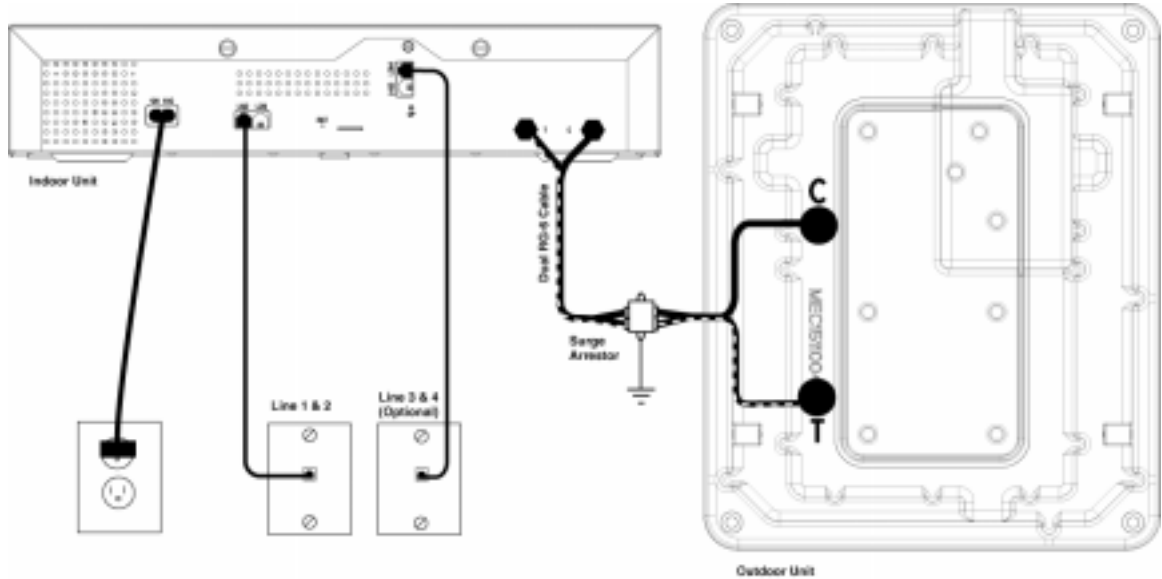 Indoor Unit
Dual RG-6 Cable
C
Surge
Arrestor
T
Line 1 & 2
Line 3 & 4
(Optional)
Outdoor Unit